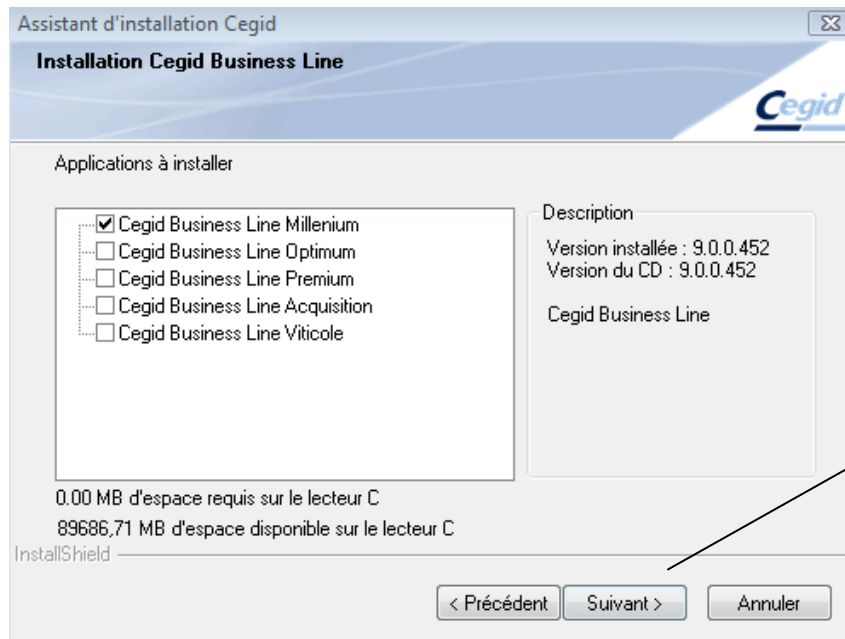 Assistant d'installation Cegid
Installation Cegid Business Line
Cegid
Applications à installer
Cegid Business Line Millenium
Cegid Business Line Optimum
Cegid Business Line Premium
Cegid Business Line Acquisition
Cegid Business Line Viticole
Description
Version installée : 9.0.0.452
Version du CD : 9.0.0.452
Cegid Business Line
0.00 MB d'espace requis sur le lecteur C
89686,71 MB d'espace disponible sur le lecteur C
InstallShield
< Précédent
Suivant >
Annuler